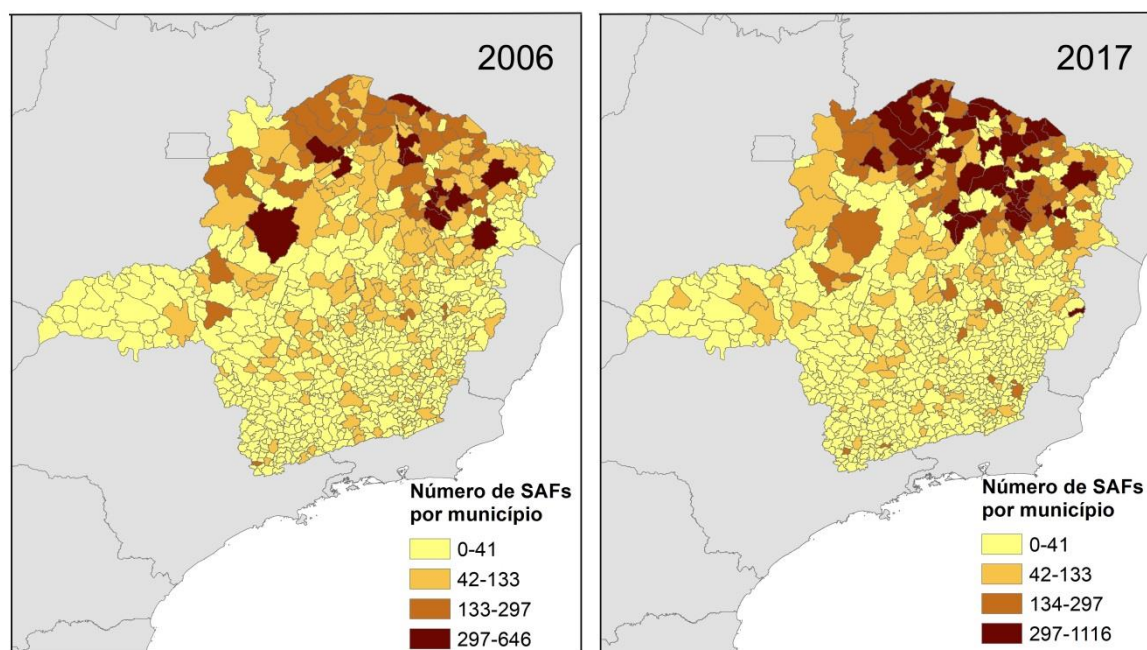 2006
Número de SAFs
por município
0-41
42-133
133-297
297-646
2017
Número de SAFs
por município
0-41
42-133
134-297
297-1116